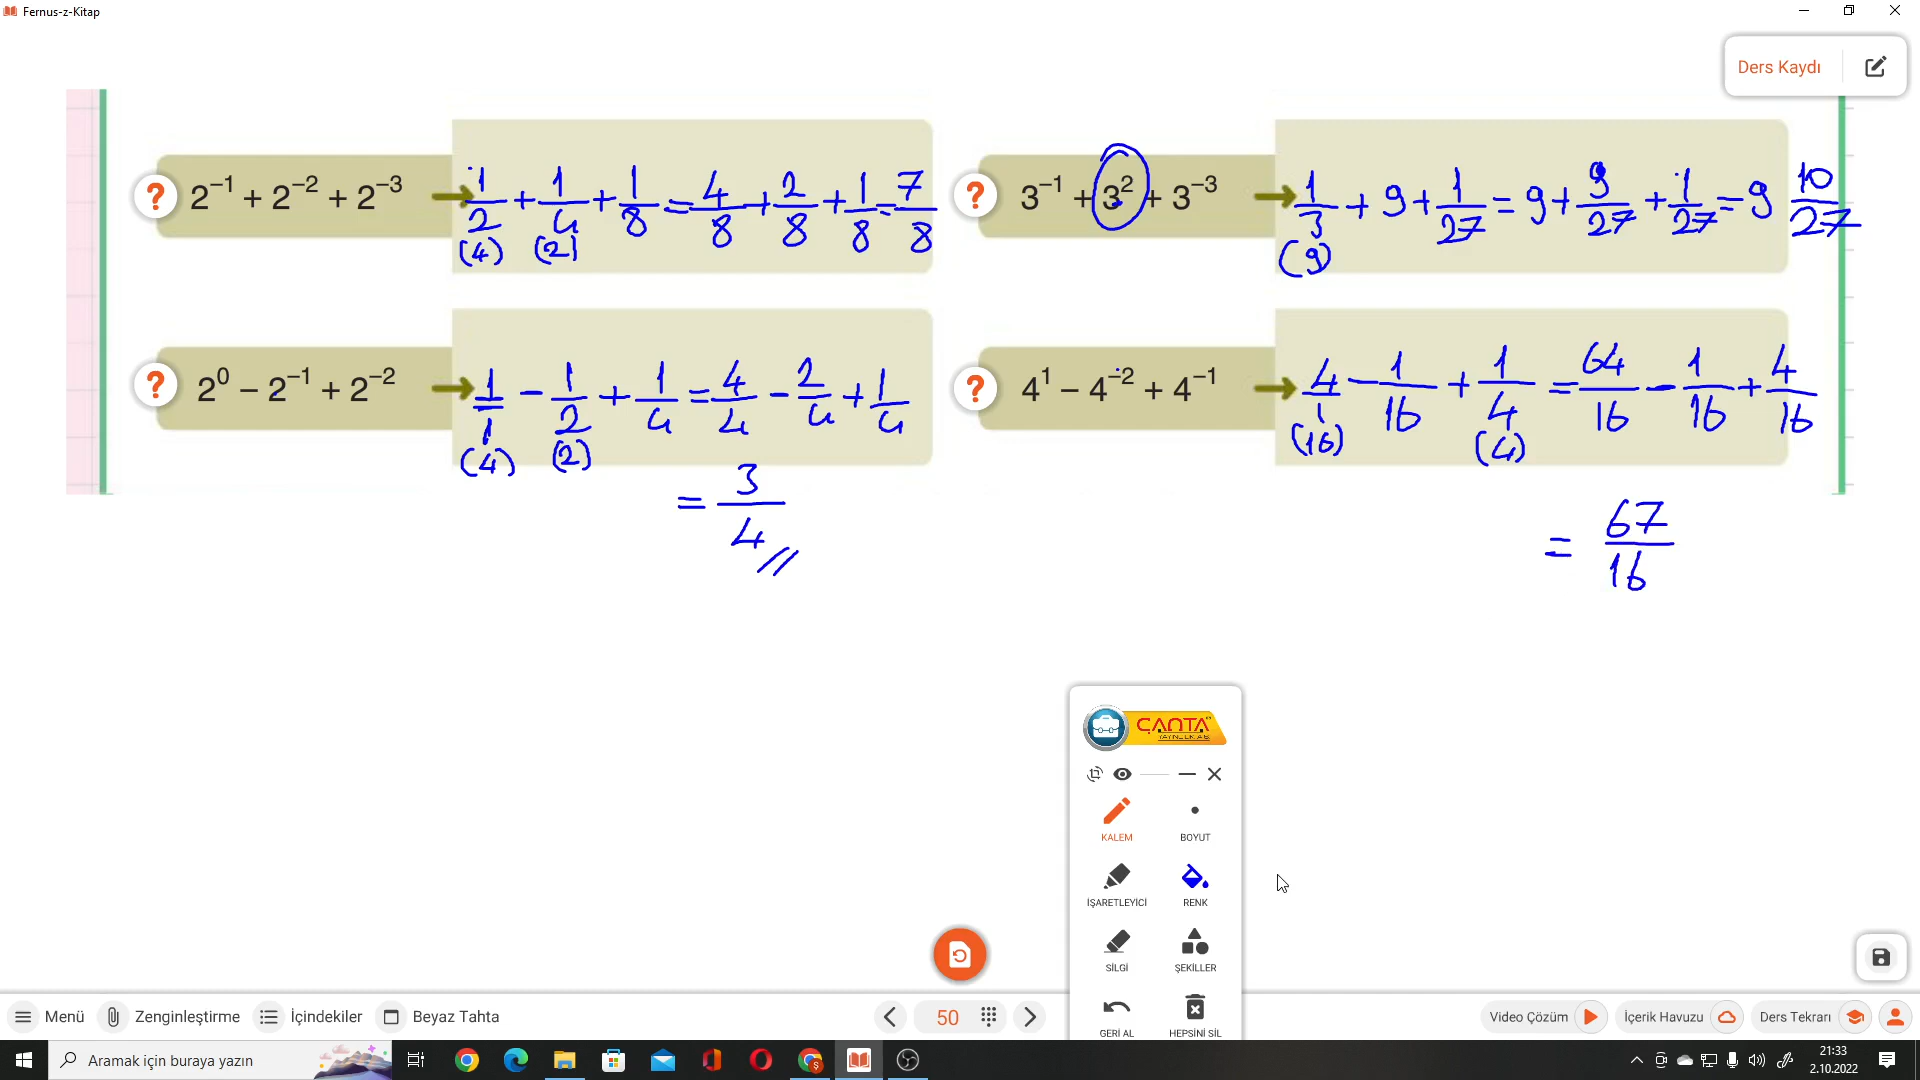 Fernus-z-Kitap
Ders Kaydı
? 2⁻¹ + 2⁻² + 2⁻³ → 1/2 + 1/4 + 1/8 = 4/8 + 2/8 + 1/8 = 7/8
(4) (2)
? 3⁻¹ + 3² + 3⁻³ → 1/3 + 9 + 1/27 = 9 + 9/27 + 1/27 = 9 10/27
(9)
? 2⁰ − 2⁻¹ + 2⁻² → 1/1 − 1/2 + 1/4 = 4/4 − 2/4 + 1/4
(4) (2)
= 3/4 //
? 4¹ − 4⁻² + 4⁻¹ → 4/1 − 1/16 + 1/4 = 64/16 − 1/16 + 4/16
(16) (4)
= 67/16
ÇANTA
YAYINCILIK A.Ş.
KALEM BOYUT
İŞARETLEYİCİ RENK
SİLGİ ŞEKİLLER
GERİ AL HEPSİNİ SİL
Menü Zenginleştirme İçindekiler Beyaz Tahta 50 Video Çözüm İçerik Havuzu Ders Tekrarı
Aramak için buraya yazın
21:33
2.10.2022